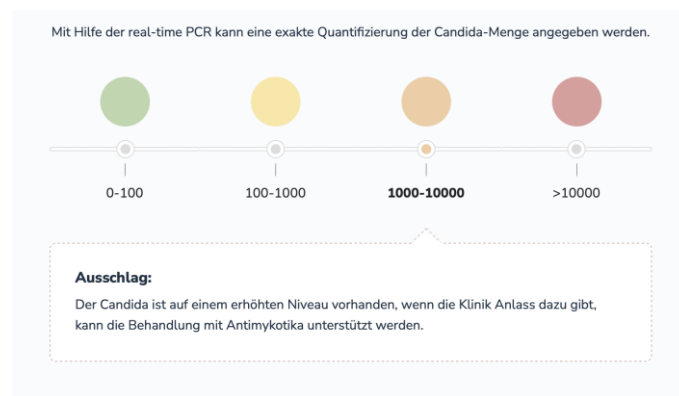 Mit Hilfe der real-time PCR kann eine exakte Quantifizierung der Candida-Menge angegeben werden.
0-100
100-1000
1000-10000
>10000
Ausschlag:
Der Candida ist auf einem erhöhten Niveau vorhanden, wenn die Klinik Anlass dazu gibt,
kann die Behandlung mit Antimykotika unterstützt werden.